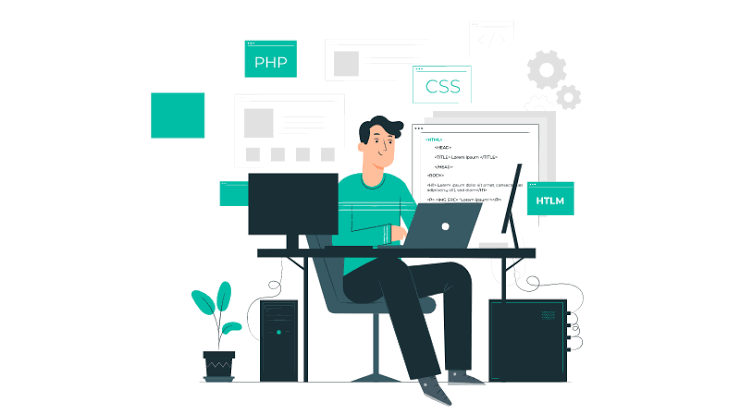 PHP
CSS
</>
<HTML>
<HEAD>
<TITLE> Lorem ipsum </TITLE>
</HEAD>
<BODY>
HTLM